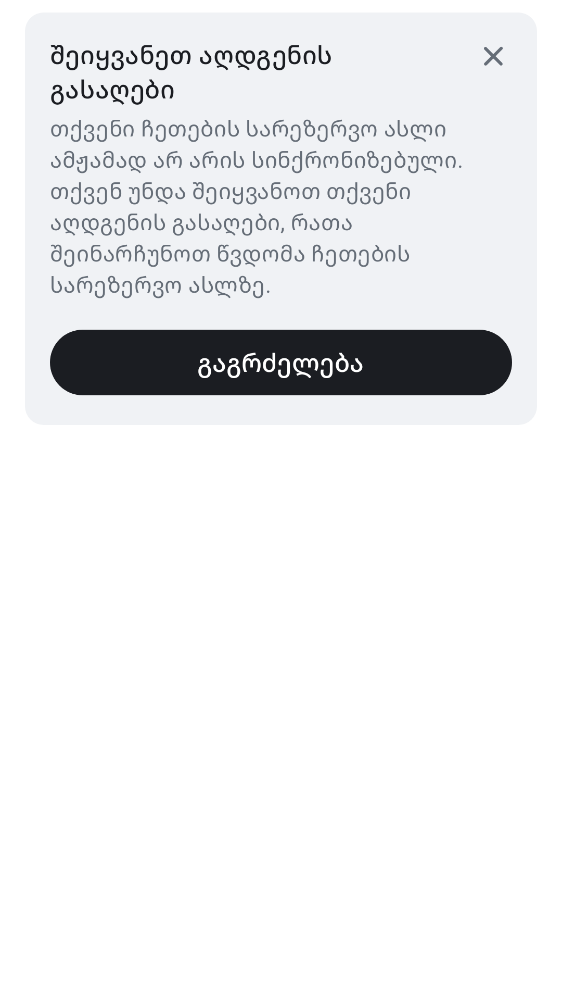 შეიყვანეთ აღდგენის
გასაღები
თქვენი ჩეთების სარეზერვო ასლი
ამჟამად არ არის სინქრონიზებული.
თქვენ უნდა შეიყვანოთ თქვენი
აღდგენის გასაღები, რათა
შეინარჩუნოთ წვდომა ჩეთების
სარეზერვო ასლზე.
გაგრძელება